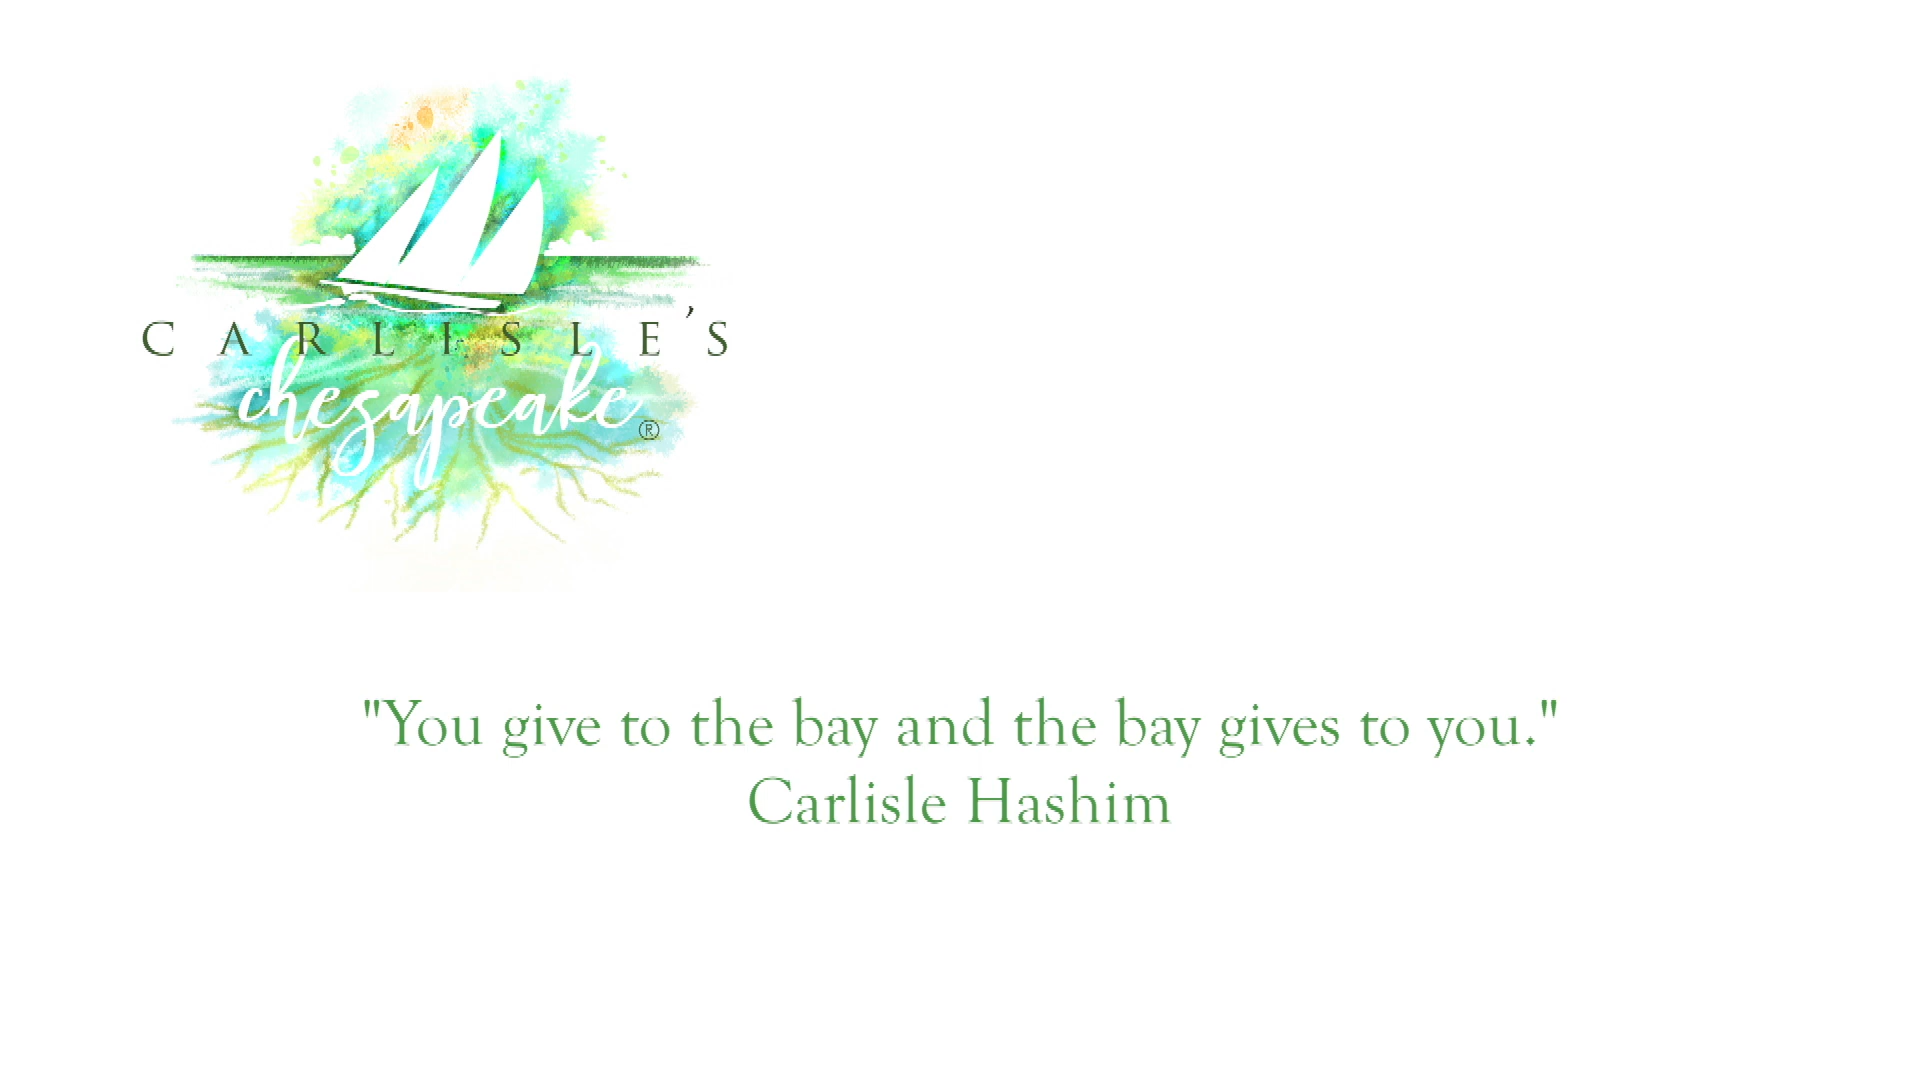 CARLISLE'S
chesapeake®
"You give to the bay and the bay gives to you."
Carlisle Hashim